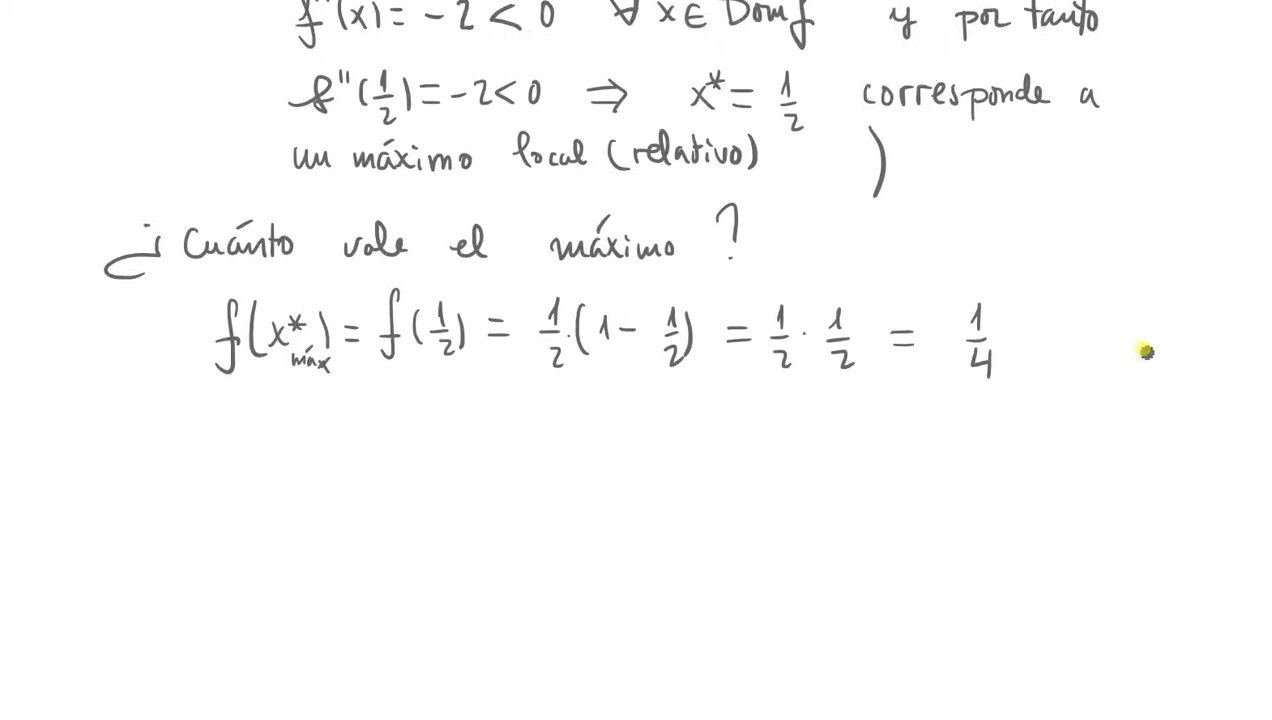 f''(x) = -2 < 0 ∀ x ∈ Dom f y por tanto
f''(1/2) = -2 < 0 ⇒ x* = 1/2 corresponde a
un máximo local (relativo) )
¿Cuánto vale el máximo?
f(x*máx) = f(1/2) = 1/2·(1 - 1/2) = 1/2 · 1/2 = 1/4